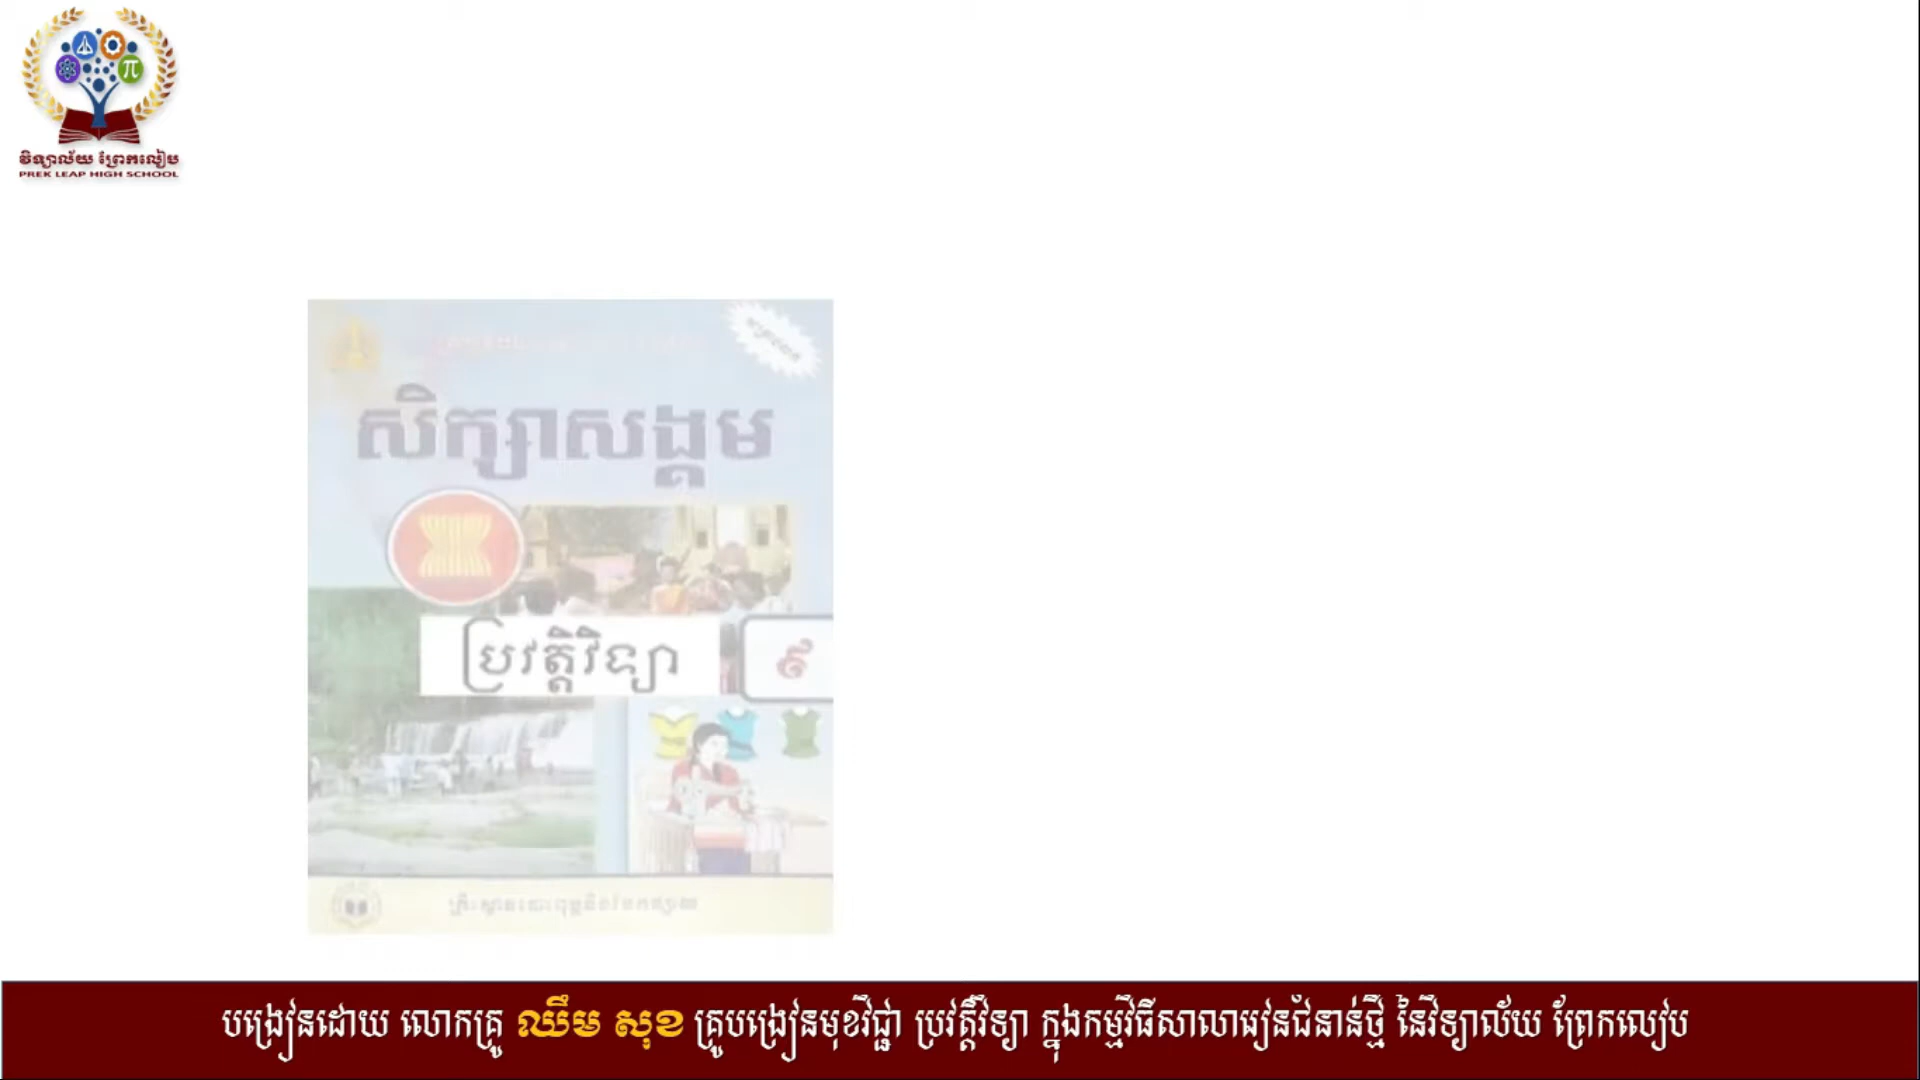 វិទ្យាល័យ ព្រែកលៀប
PREK LEAP HIGH SCHOOL
សិក្សាសង្គម
ប្រវត្តិវិទ្យា
៩
បង្រៀនដោយ លោកគ្រូ ឈឹម សុខ គ្រូបង្រៀនមុខវិជ្ជា ប្រវត្តិវិទ្យា ក្នុងកម្មវិធីសាលារៀនជំនាន់ថ្មី នៃវិទ្យាល័យ ព្រែកលៀប